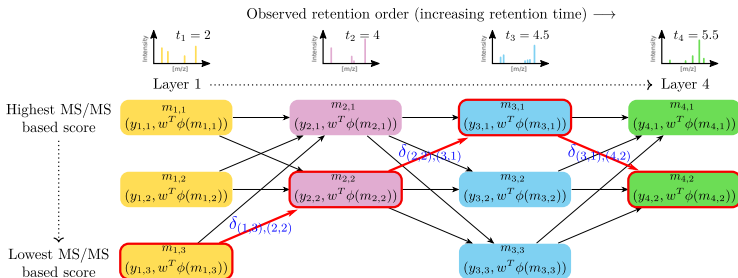 Observed retention order (increasing retention time) ⟶
t₁ = 2
t₂ = 4
t₃ = 4.5
t₄ = 5.5
Intensity
[m/z]
Intensity
[m/z]
Intensity
[m/z]
Intensity
[m/z]
Layer 1
Layer 4
Highest MS/MS
based score
m₁,₁
(y₁,₁, wᵀϕ(m₁,₁))
m₂,₁
(y₂,₁, wᵀϕ(m₂,₁))
m₃,₁
(y₃,₁, wᵀϕ(m₃,₁))
m₄,₁
(y₄,₁, wᵀϕ(m₄,₁))
δ₍₂,₂₎,₍₃,₁₎
δ₍₃,₁₎,₍₄,₂₎
m₁,₂
(y₁,₂, wᵀϕ(m₁,₂))
m₂,₂
(y₂,₂, wᵀϕ(m₂,₂))
m₃,₂
(y₃,₂, wᵀϕ(m₃,₂))
m₄,₂
(y₄,₂, wᵀϕ(m₄,₂))
δ₍₁,₃₎,₍₂,₂₎
Lowest MS/MS
based score
m₁,₃
(y₁,₃, wᵀϕ(m₁,₃))
m₃,₃
(y₃,₃, wᵀϕ(m₃,₃))